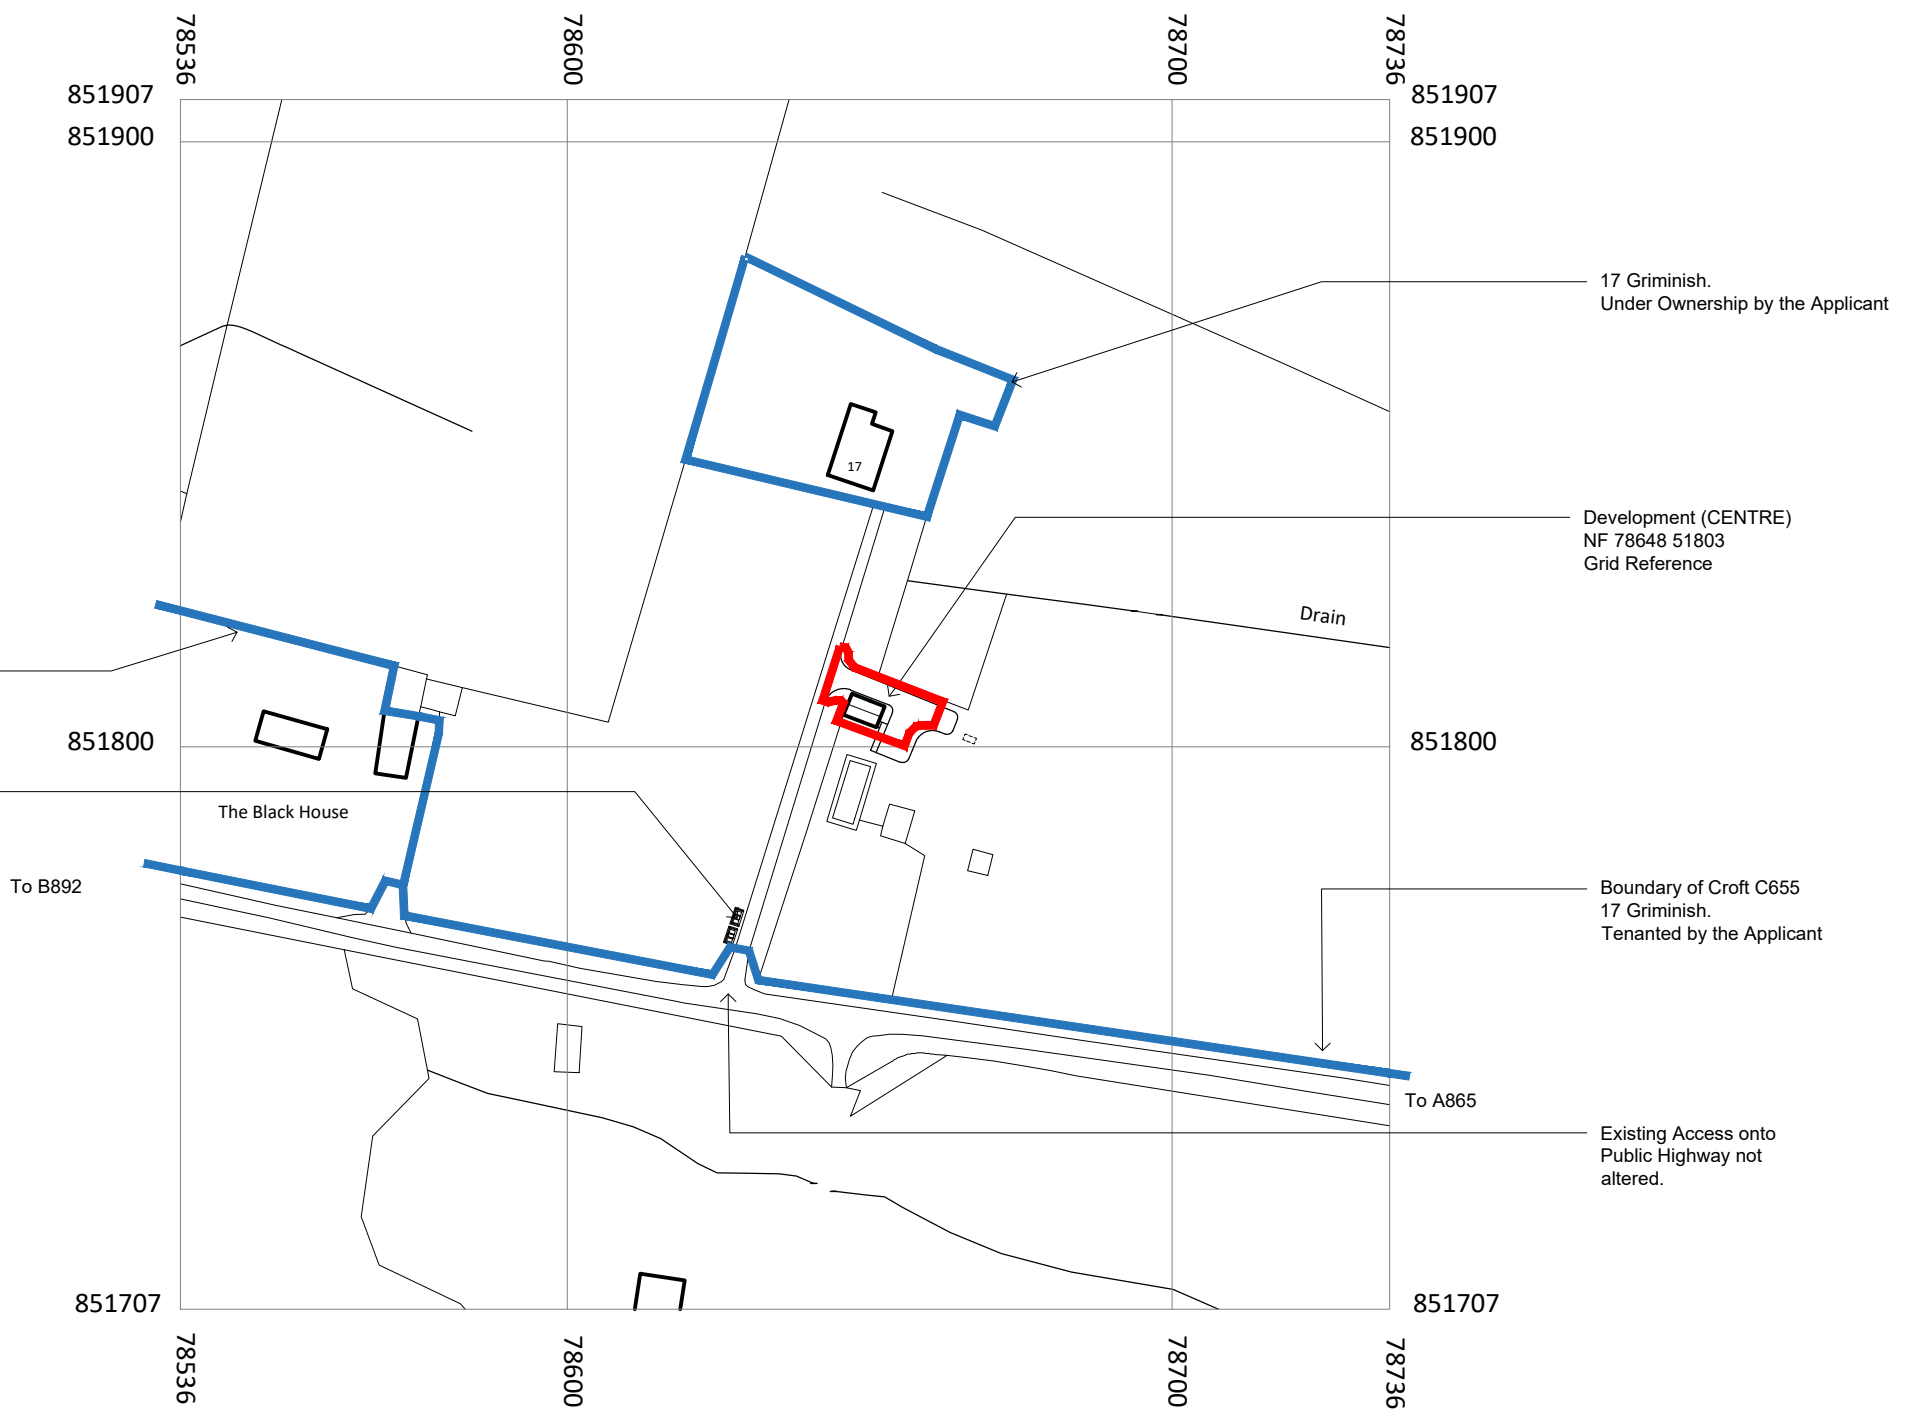 78536
78600
78700
78736
851907
851907
851900
851900
17 Griminish.
Under Ownership by the Applicant
17
Development (CENTRE)
NF 78648 51803
Grid Reference
Drain
851800
851800
The Black House
To B892
Boundary of Croft C655
17 Griminish.
Tenanted by the Applicant
To A865
Existing Access onto
Public Highway not
altered.
851707
851707
78536
78600
78700
78736